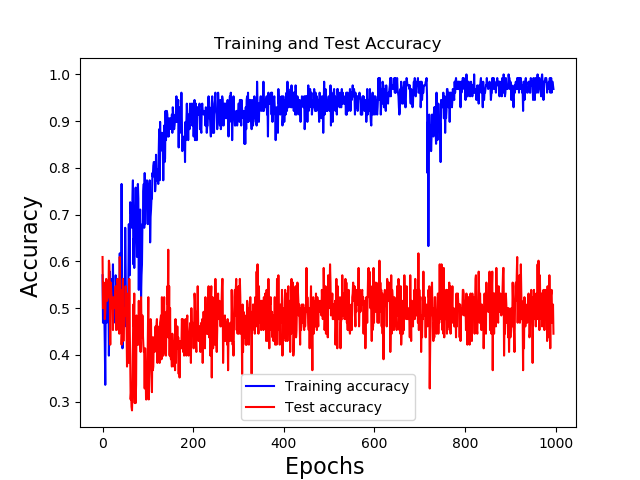 Training and Test Accuracy
1.0
0.9
0.8
0.7
0.6
0.5
0.4
0.3
Accuracy
Training accuracy
Test accuracy
0 200 400 600 800 1000
Epochs